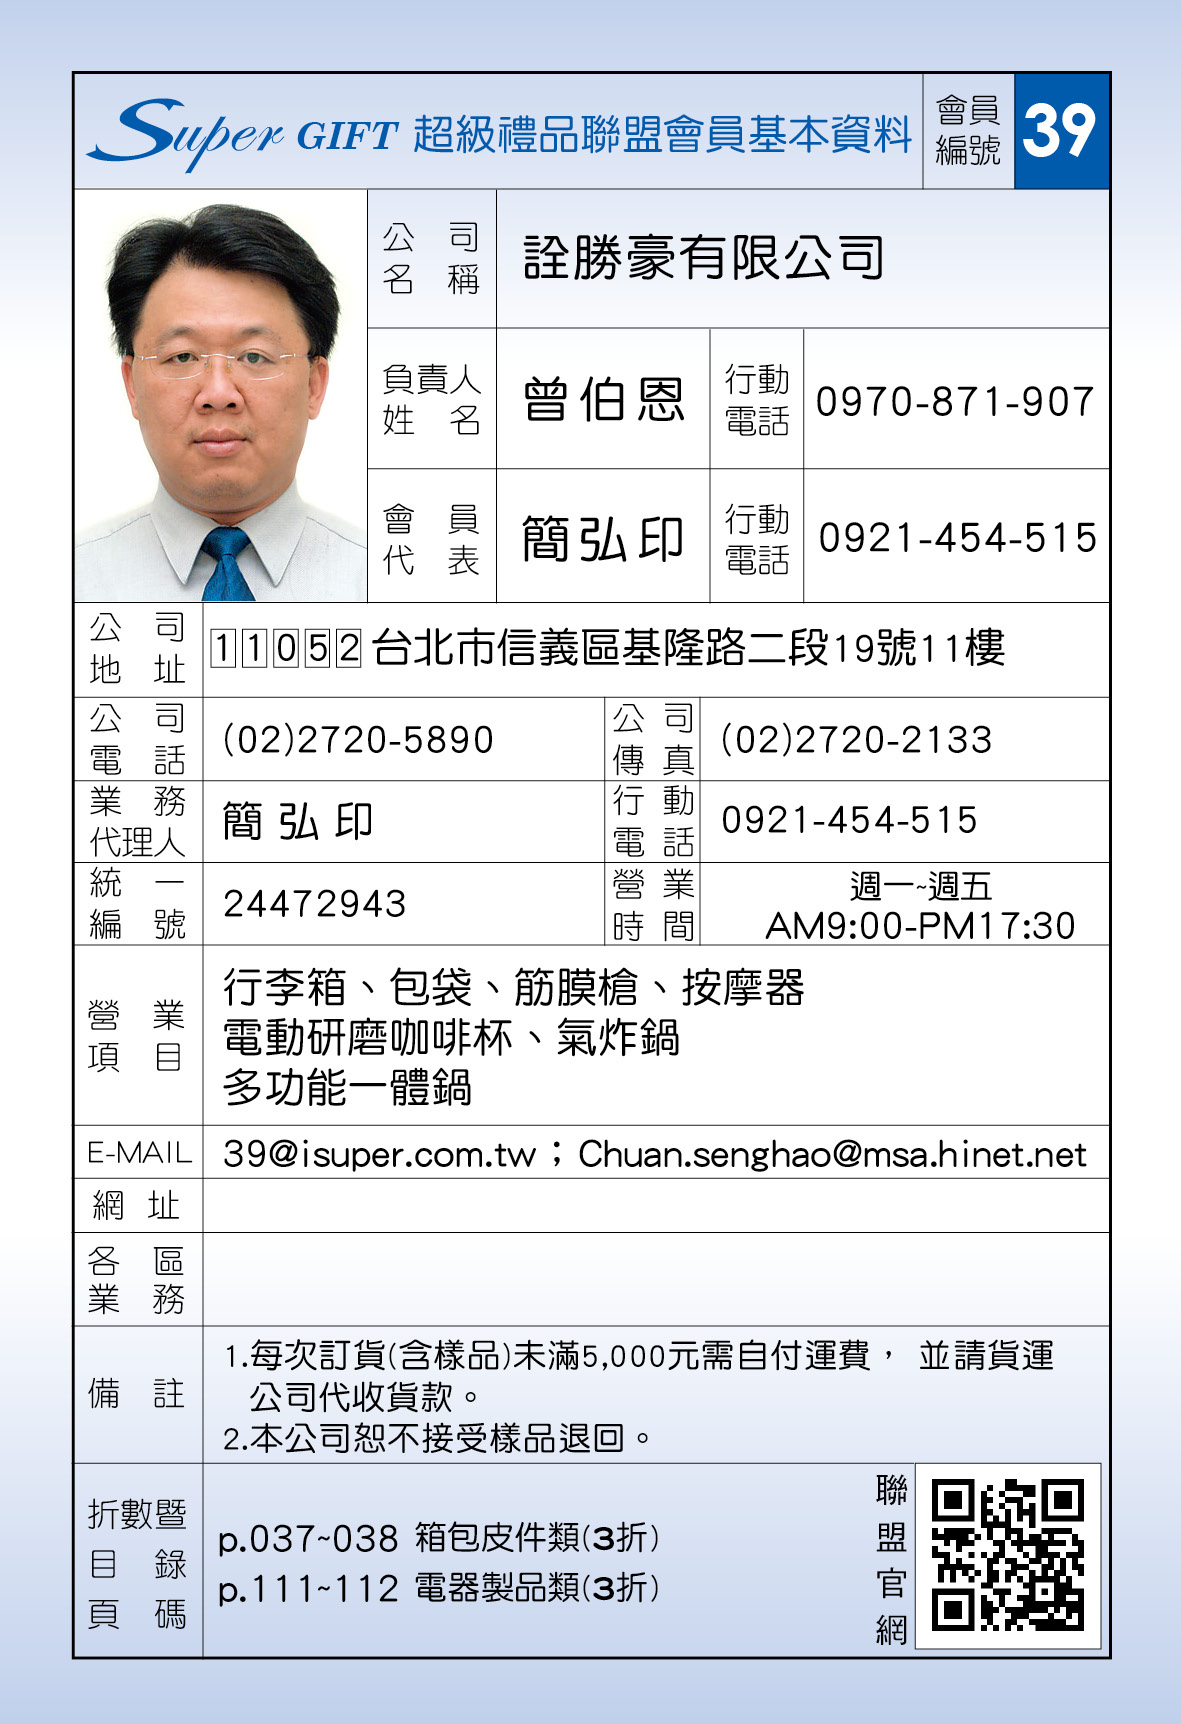 Super GIFT 超級禮品聯盟會員基本資料
會員編號 39
公司名稱 詮勝豪有限公司
負責人姓名 曾伯恩 行動電話 0970-871-907
會員代表 簡弘印 行動電話 0921-454-515
公司地址 11052 台北市信義區基隆路二段19號11樓
公司電話 (02)2720-5890 公司傳真 (02)2720-2133
業務代理人 簡弘印 行動電話 0921-454-515
統一編號 24472943 營業時間 週一~週五
AM9:00-PM17:30
營業項目 行李箱、包袋、筋膜槍、按摩器
電動研磨咖啡杯、氣炸鍋
多功能一體鍋
E-MAIL 39@isuper.com.tw；Chuan.senghao@msa.hinet.net
網址
各區業務
備註 1.每次訂貨(含樣品)未滿5,000元需自付運費， 並請貨運
公司代收貨款。
2.本公司恕不接受樣品退回。
折數暨目錄頁碼 p.037~038 箱包皮件類(3折)
p.111~112 電器製品類(3折)
聯盟官網